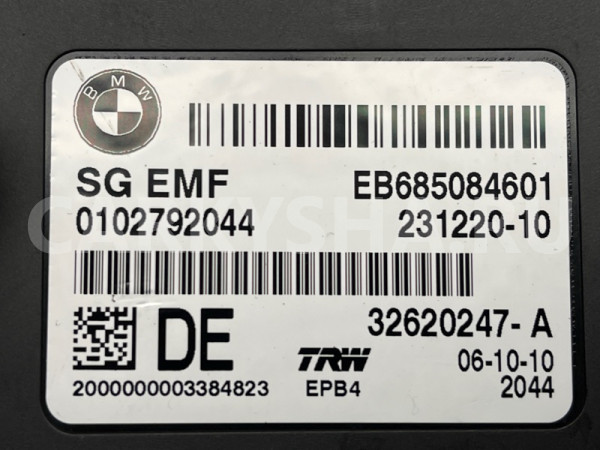 BMW
SG EMF EB685084601
0102792044 231220-10
DE 32620247-A
TRW 06-10-10
2000000003384823 EPB4 2044